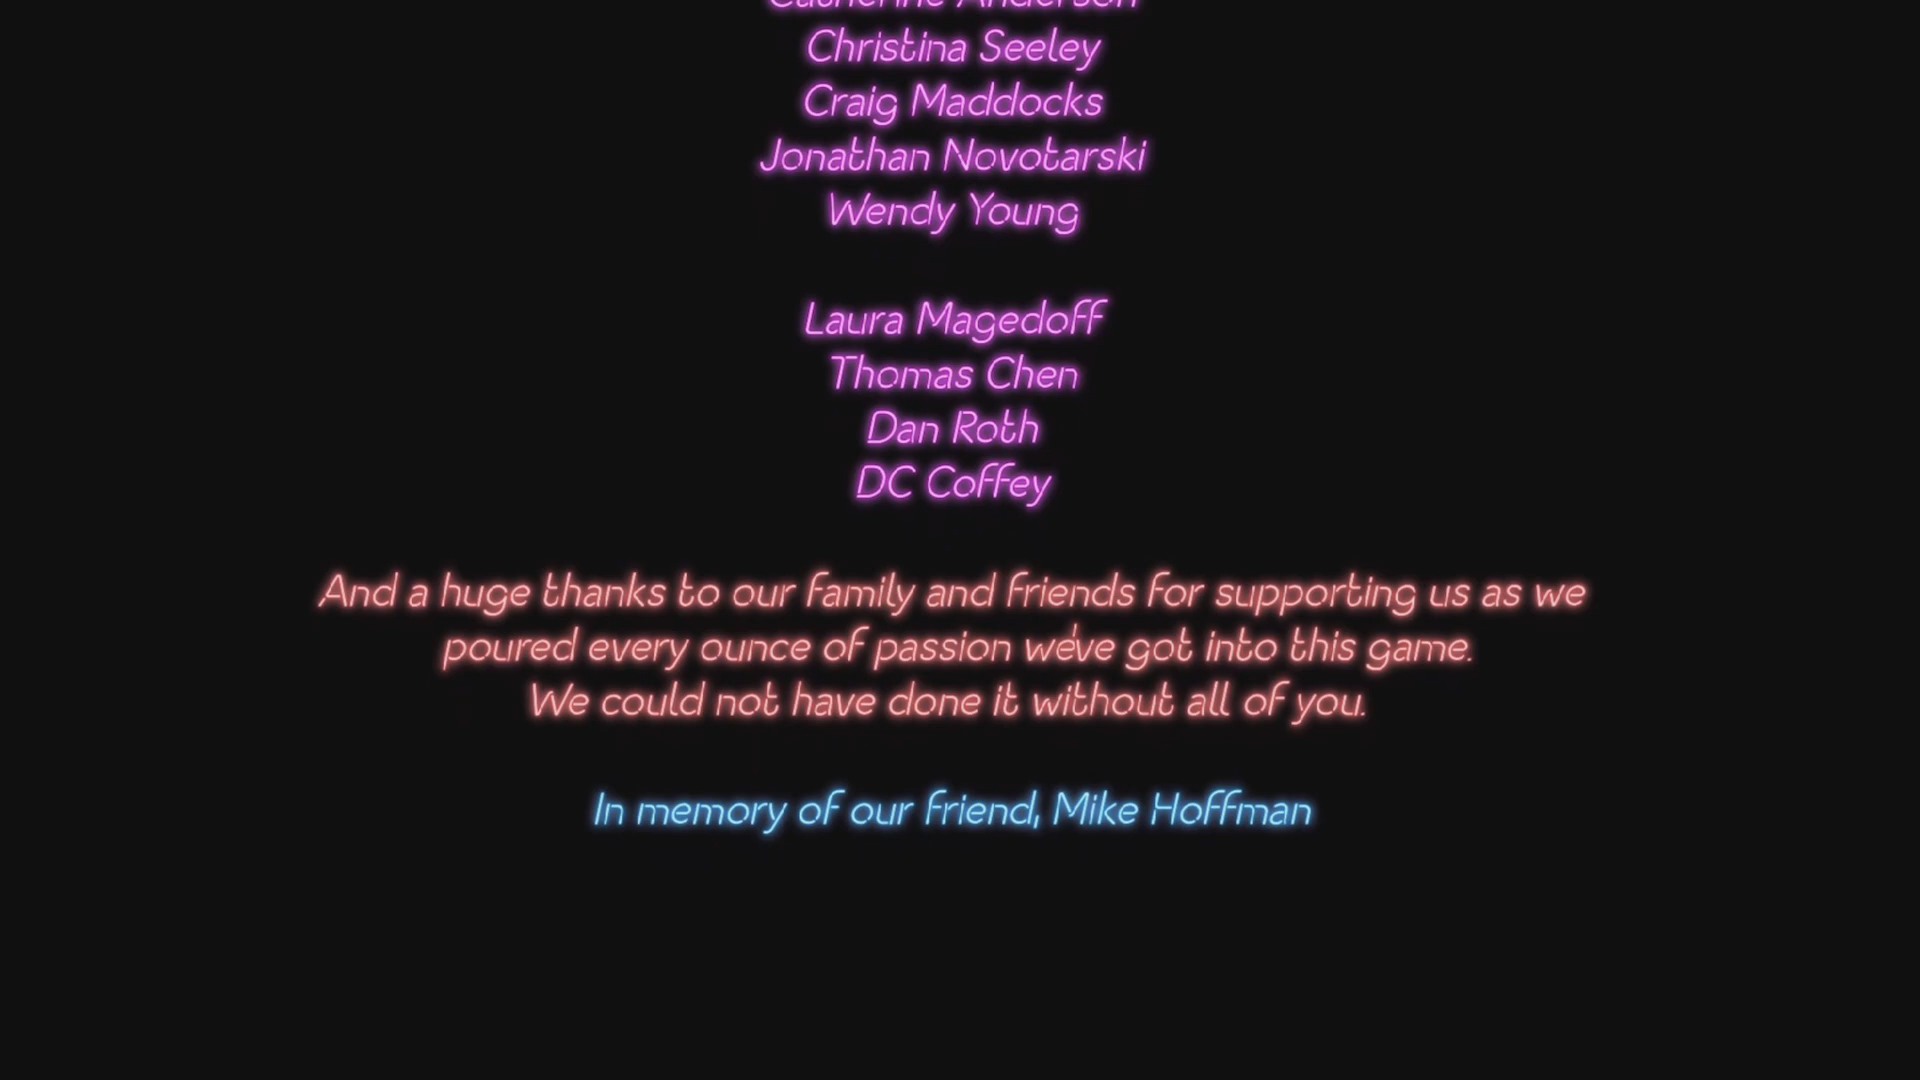 Catherine Anderson
Christina Seeley
Craig Maddocks
Jonathan Novotarski
Wendy Young
Laura Magedoff
Thomas Chen
Dan Roth
DC Coffey
And a huge thanks to our family and friends for supporting us as we
poured every ounce of passion we've got into this game.
We could not have done it without all of you.
In memory of our friend, Mike Hoffman